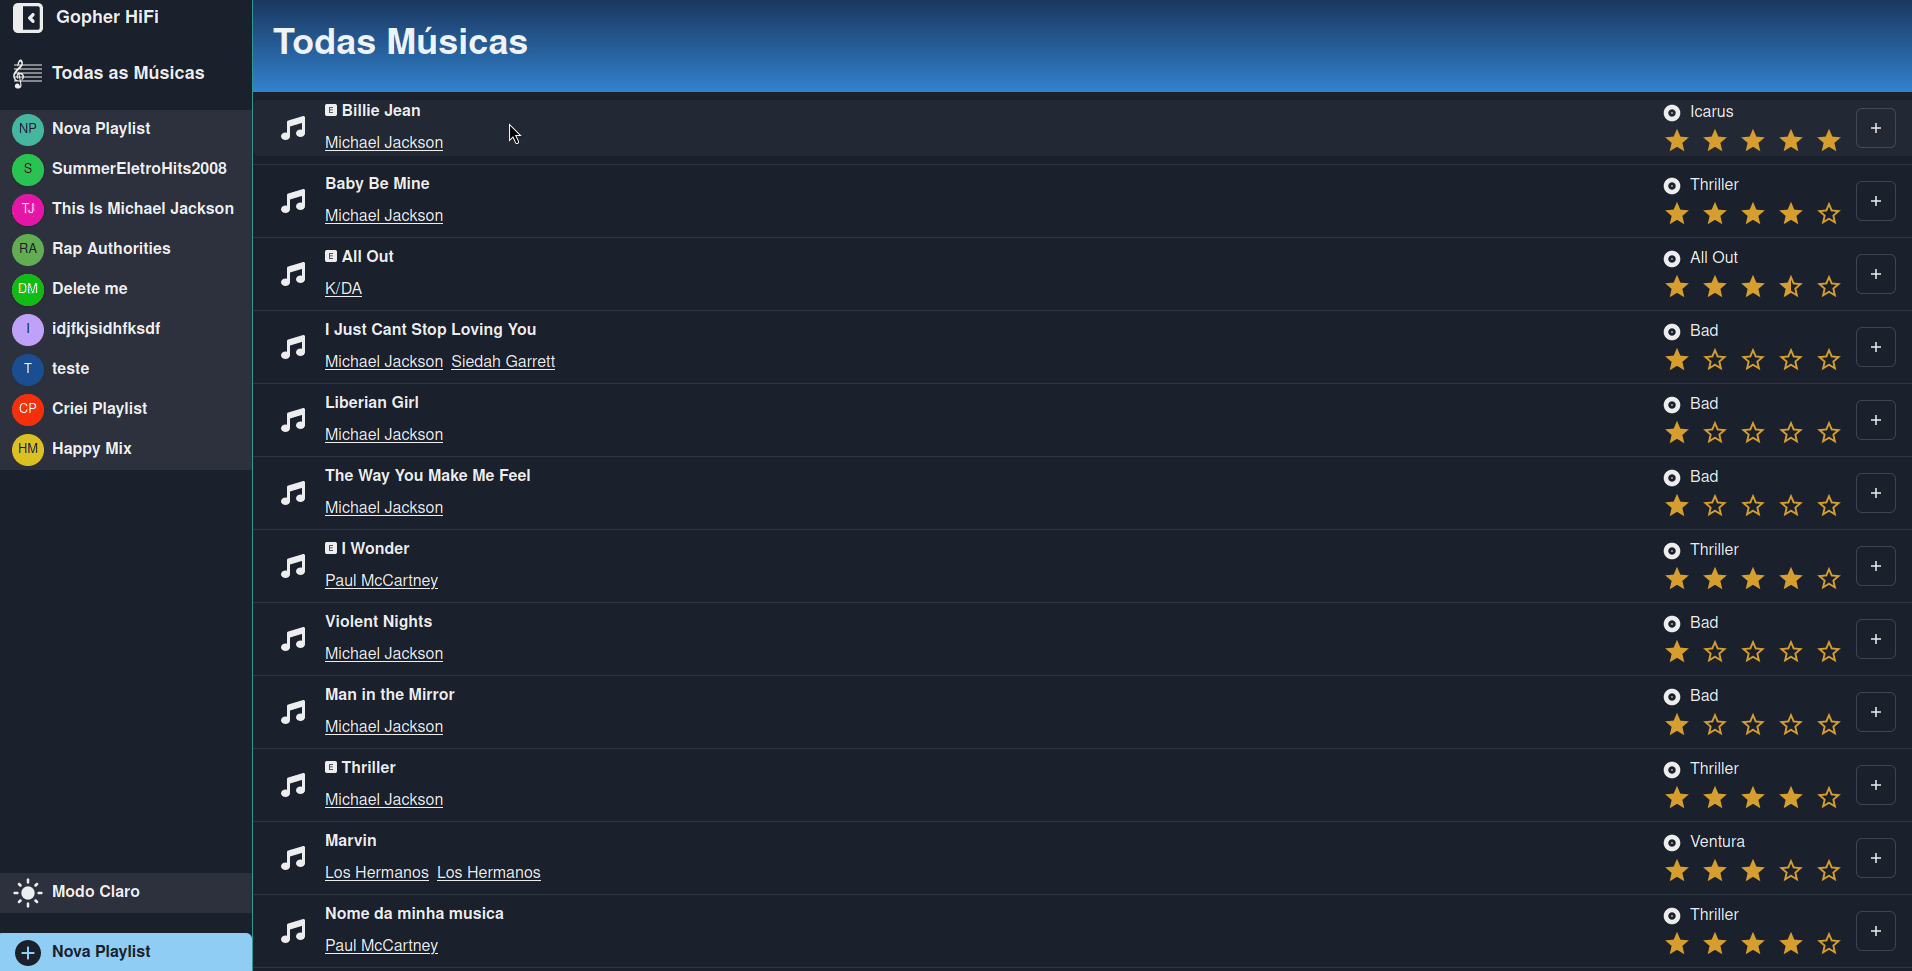 Gopher HiFi
Todas as Músicas
NP Nova Playlist
S SummerEletroHits2008
TJ This Is Michael Jackson
RA Rap Authorities
DM Delete me
I idjfkjsidhfksdf
T teste
CP Criei Playlist
HM Happy Mix
Modo Claro
Nova Playlist
Todas Músicas
E Billie Jean
Michael Jackson
Icarus
Baby Be Mine
Michael Jackson
Thriller
E All Out
K/DA
All Out
I Just Cant Stop Loving You
Michael Jackson Siedah Garrett
Bad
Liberian Girl
Michael Jackson
Bad
The Way You Make Me Feel
Michael Jackson
Bad
E I Wonder
Paul McCartney
Thriller
Violent Nights
Michael Jackson
Bad
Man in the Mirror
Michael Jackson
Bad
E Thriller
Michael Jackson
Thriller
Marvin
Los Hermanos Los Hermanos
Ventura
Nome da minha musica
Paul McCartney
Thriller